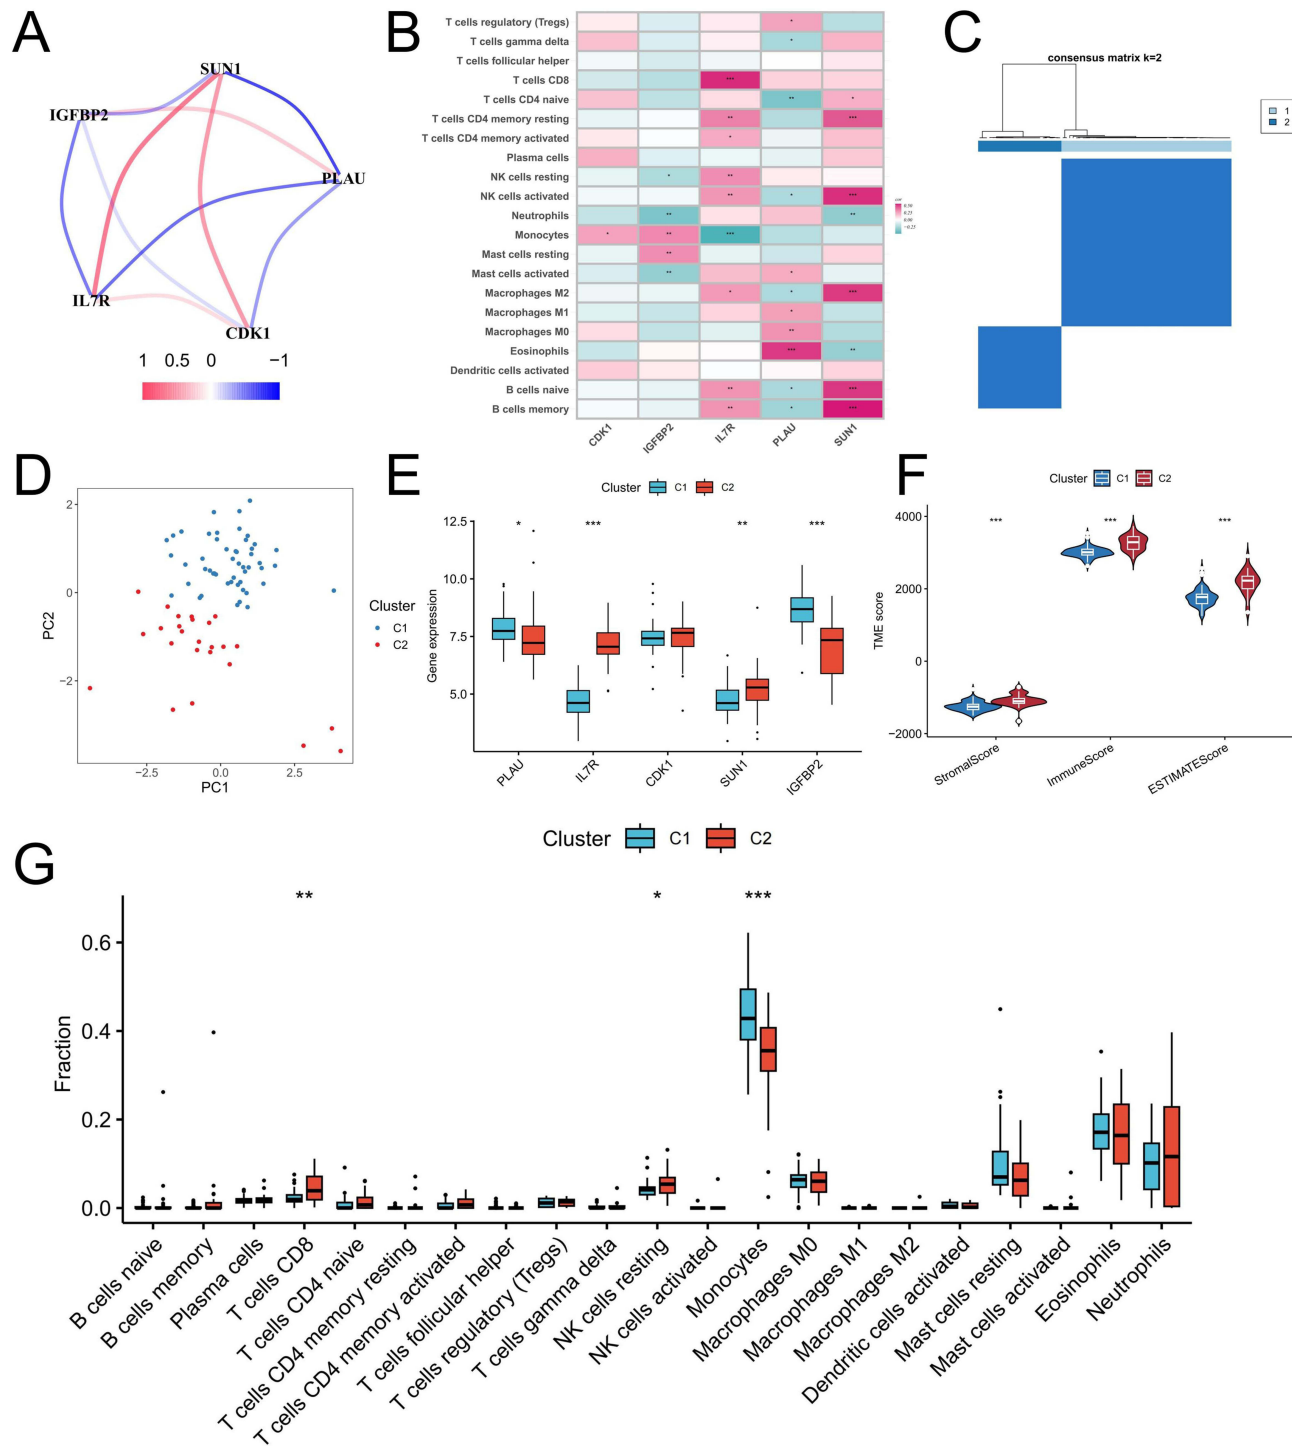 A
SUN1
IGFBP2
PLAU
IL7R
CDK1
1 0.5 0 −1
B
T cells regulatory (Tregs)
T cells gamma delta
T cells follicular helper
T cells CD8
T cells CD4 naive
T cells CD4 memory resting
T cells CD4 memory activated
Plasma cells
NK cells resting
NK cells activated
Neutrophils
Monocytes
Mast cells resting
Mast cells activated
Macrophages M2
Macrophages M1
Macrophages M0
Eosinophils
Dendritic cells activated
B cells naive
B cells memory
CDK1
IGFBP2
IL7R
PLAU
SUN1
0.50
0.25
0.00
−0.25
C
consensus matrix k=2
1
2
D
2
0
−2
PC2
−2.5 0.0 2.5
PC1
Cluster
C1
C2
E
Cluster C1 C2
* *** ** ***
12.5
10.0
7.5
5.0
Gene expression
PLAU
IL7R
CDK1
SUN1
IGFBP2
F
Cluster C1 C2
*** *** ***
4000
2000
0
−2000
TME score
StromalScore
ImmuneScore
ESTIMATEScore
G
Cluster C1 C2
** * ***
0.6
0.4
0.2
0.0
Fraction
B cells naive
B cells memory
Plasma cells
T cells CD8
T cells CD4 naive
T cells CD4 memory resting
T cells CD4 memory activated
T cells follicular helper
T cells regulatory (Tregs)
T cells gamma delta
NK cells resting
NK cells activated
Monocytes
Macrophages M0
Macrophages M1
Macrophages M2
Dendritic cells activated
Mast cells resting
Mast cells activated
Eosinophils
Neutrophils